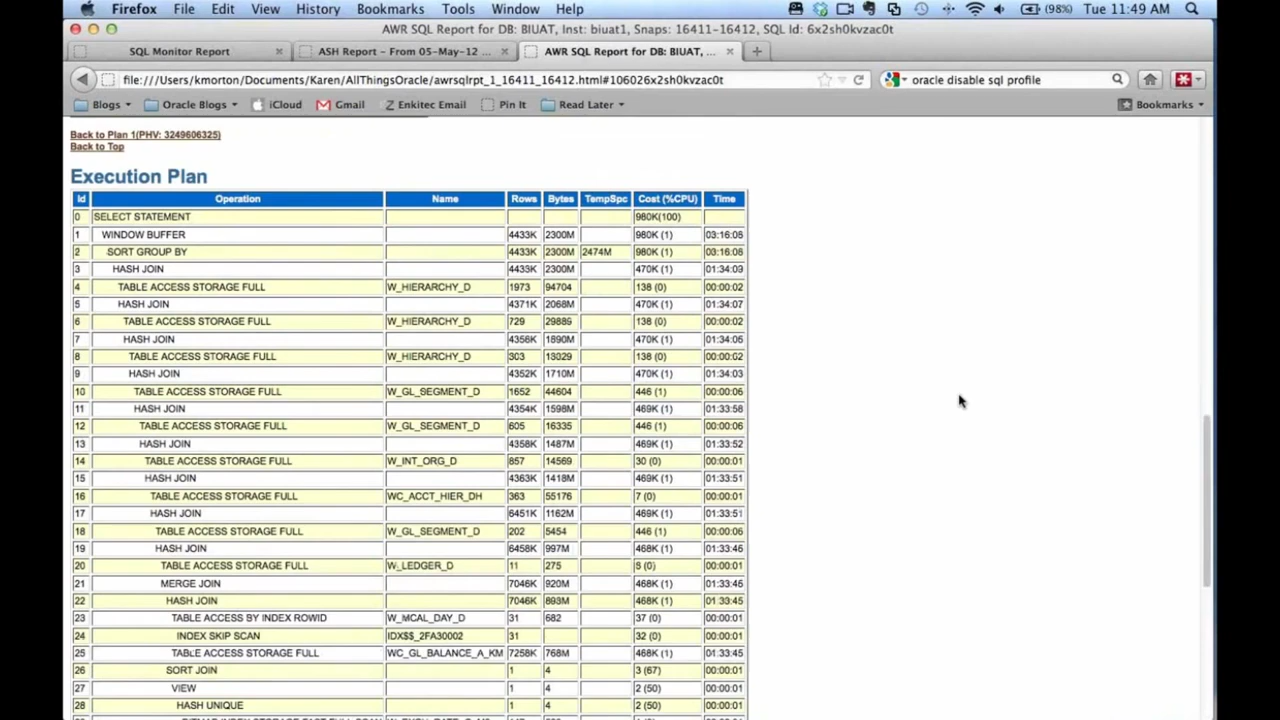 Firefox File Edit View History Bookmarks Tools Window Help (98%) Tue 11:49 AM
AWR SQL Report for DB: BIUAT, Inst: biuat1, Snaps: 16411-16412, SQL Id: 6x2sh0kvzac0t
SQL Monitor Report × ASH Report – From 05-May-12 ... × AWR SQL Report for DB: BIUAT, ... × +
file:///Users/kmorton/Documents/Karen/AllThingsOracle/awrsqlrpt_1_16411_16412.html#106026x2sh0kvzac0t oracle disable sql profile
Blogs Oracle Blogs iCloud Gmail Enkitec Email Pin It Read Later Bookmarks
Back to Plan 1(PHV: 3249606325)
Back to Top
Execution Plan
Id Operation Name Rows Bytes TempSpc Cost (%CPU) Time
0 SELECT STATEMENT 980K(100)
1 WINDOW BUFFER 4433K 2300M 980K (1) 03:16:08
2 SORT GROUP BY 4433K 2300M 2474M 980K (1) 03:16:08
3 HASH JOIN 4433K 2300M 470K (1) 01:34:09
4 TABLE ACCESS STORAGE FULL W_HIERARCHY_D 1973 94704 138 (0) 00:00:02
5 HASH JOIN 4371K 2068M 470K (1) 01:34:07
6 TABLE ACCESS STORAGE FULL W_HIERARCHY_D 729 29889 138 (0) 00:00:02
7 HASH JOIN 4356K 1890M 470K (1) 01:34:05
8 TABLE ACCESS STORAGE FULL W_HIERARCHY_D 303 13029 138 (0) 00:00:02
9 HASH JOIN 4352K 1710M 470K (1) 01:34:03
10 TABLE ACCESS STORAGE FULL W_GL_SEGMENT_D 1652 44604 446 (1) 00:00:06
11 HASH JOIN 4354K 1598M 469K (1) 01:33:58
12 TABLE ACCESS STORAGE FULL W_GL_SEGMENT_D 605 16335 446 (1) 00:00:06
13 HASH JOIN 4358K 1487M 469K (1) 01:33:52
14 TABLE ACCESS STORAGE FULL W_INT_ORG_D 857 14569 30 (0) 00:00:01
15 HASH JOIN 4363K 1418M 469K (1) 01:33:51
16 TABLE ACCESS STORAGE FULL WC_ACCT_HIER_DH 363 55176 7 (0) 00:00:01
17 HASH JOIN 6451K 1162M 469K (1) 01:33:51
18 TABLE ACCESS STORAGE FULL W_GL_SEGMENT_D 202 5454 446 (1) 00:00:06
19 HASH JOIN 6458K 997M 468K (1) 01:33:46
20 TABLE ACCESS STORAGE FULL W_LEDGER_D 11 275 5 (0) 00:00:01
21 MERGE JOIN 7046K 920M 468K (1) 01:33:46
22 HASH JOIN 7046K 893M 468K (1) 01:33:45
23 TABLE ACCESS BY INDEX ROWID W_MCAL_DAY_D 31 682 37 (0) 00:00:01
24 INDEX SKIP SCAN IDX$$_2FA30002 31 32 (0) 00:00:01
25 TABLE ACCESS STORAGE FULL WC_GL_BALANCE_A_KM 7258K 768M 468K (1) 01:33:45
26 SORT JOIN 1 4 3 (67) 00:00:01
27 VIEW 1 4 2 (50) 00:00:01
28 HASH UNIQUE 1 4 2 (50) 00:00:01